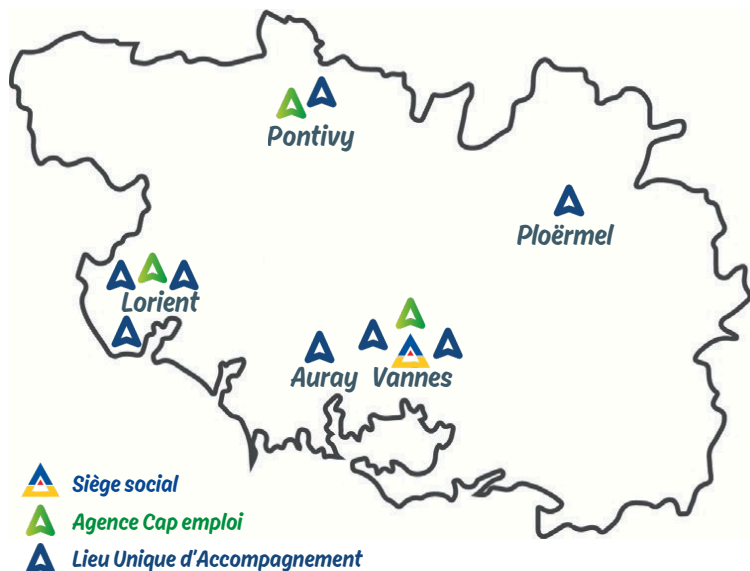 Pontivy
Ploërmel
Lorient
Auray
Vannes
Siège social
Agence Cap emploi
Lieu Unique d'Accompagnement